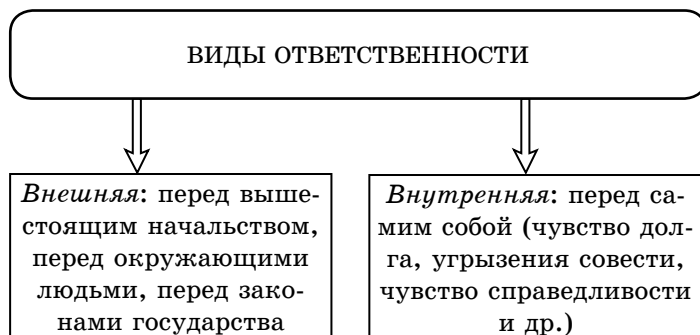 ВИДЫ ОТВЕТСТВЕННОСТИ
Внешняя: перед выше-
стоящим начальством,
перед окружающими
людьми, перед зако-
нами государства
Внутренняя: перед са-
мим собой (чувство дол-
га, угрызения совести,
чувство справедливости
и др.)